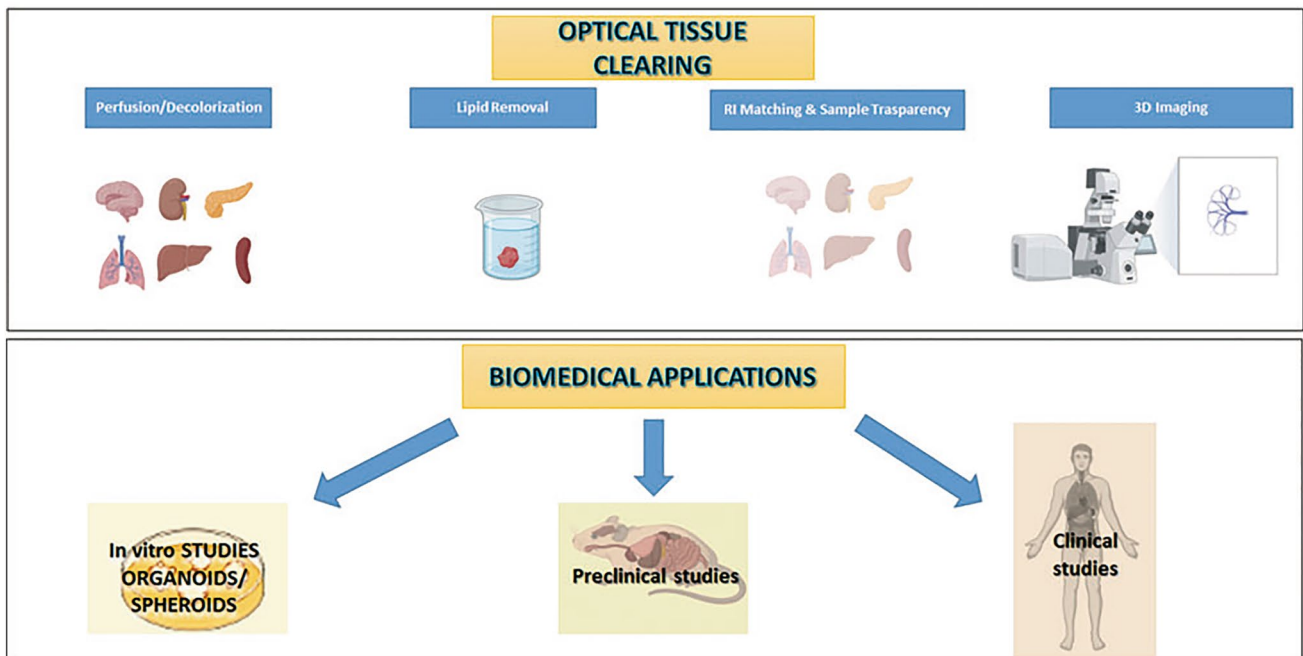 OPTICAL TISSUE
CLEARING
Perfusion/Decolorization
Lipid Removal
RI Matching & Sample Trasparency
3D Imaging
BIOMEDICAL APPLICATIONS
In vitro STUDIES
ORGANOIDS/
SPHEROIDS
Preclinical studies
Clinical
studies